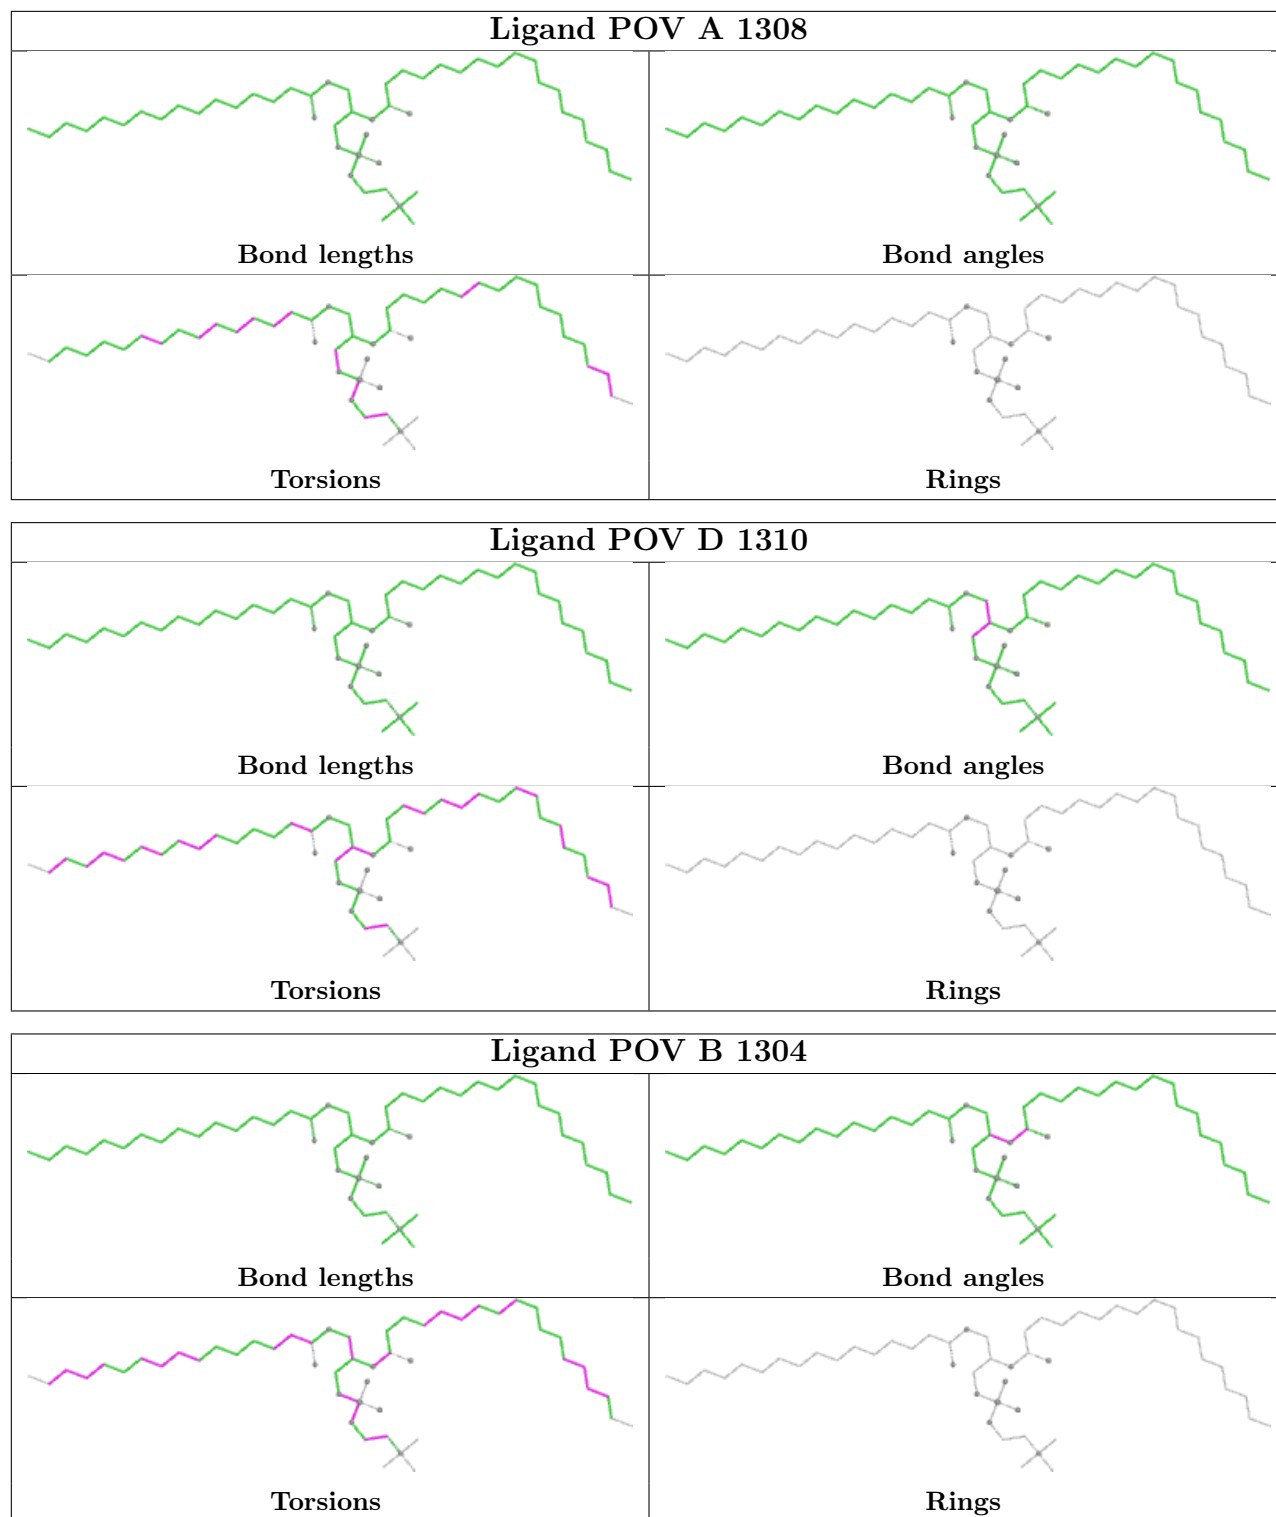 Ligand POV A 1308
Bond lengths
Bond angles
Torsions
Rings
Ligand POV D 1310
Bond lengths
Bond angles
Torsions
Rings
Ligand POV B 1304
Bond lengths
Bond angles
Torsions
Rings